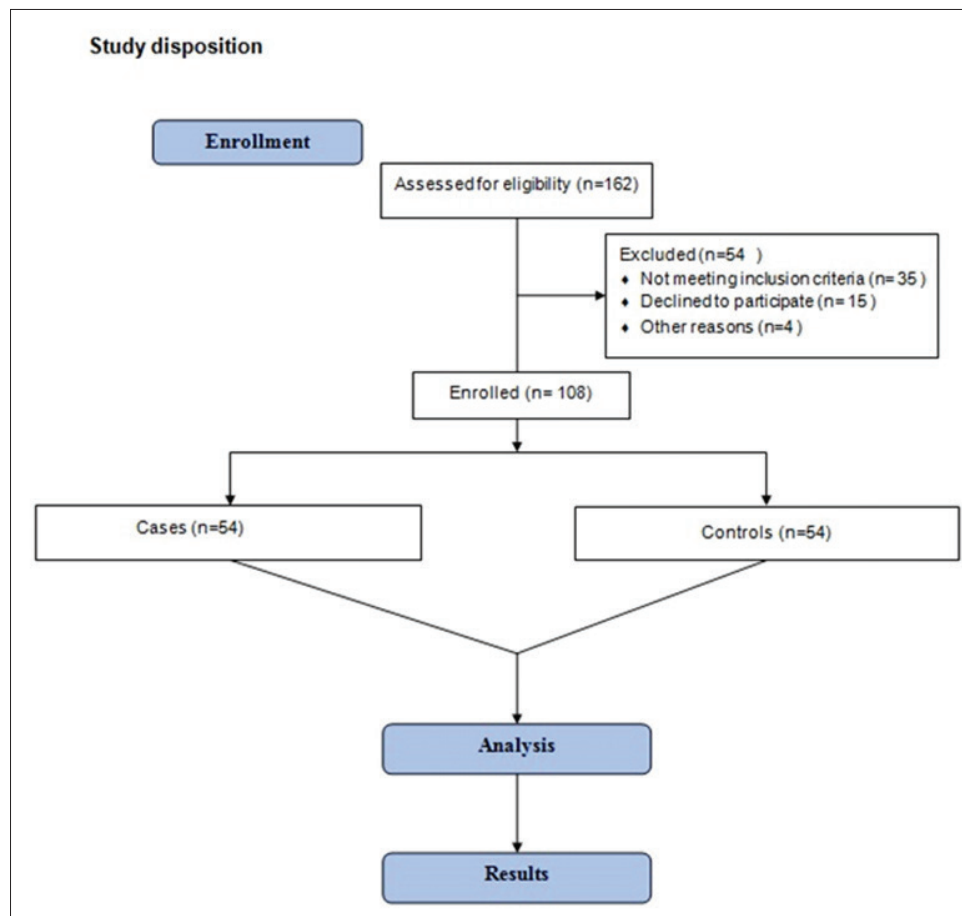 Study disposition
Enrollment
Assessed for eligibility (n=162)
Excluded (n=54 )
♦ Not meeting inclusion criteria (n= 35 )
♦ Declined to participate (n= 15 )
♦ Other reasons (n=4 )
Enrolled (n= 108)
Cases (n=54)
Controls (n=54)
Analysis
Results